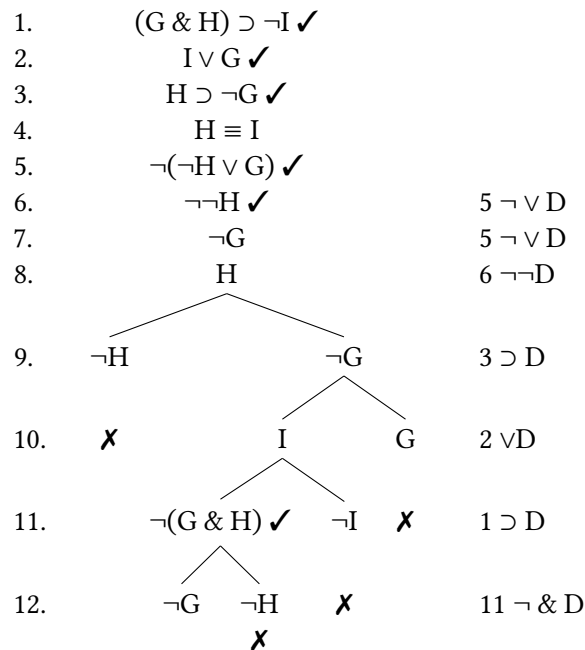 1. (G & H) ⊃ ¬I ✓
2. I ∨ G ✓
3. H ⊃ ¬G ✓
4. H ≡ I
5. ¬(¬H ∨ G) ✓
6. ¬¬H ✓ 5 ¬ ∨ D
7. ¬G 5 ¬ ∨ D
8. H 6 ¬¬D
9. ¬H ¬G 3 ⊃ D
10. ✗ I G 2 ∨D
11. ¬(G & H) ✓ ¬I ✗ 1 ⊃ D
12. ¬G ¬H ✗ 11 ¬ & D
✗